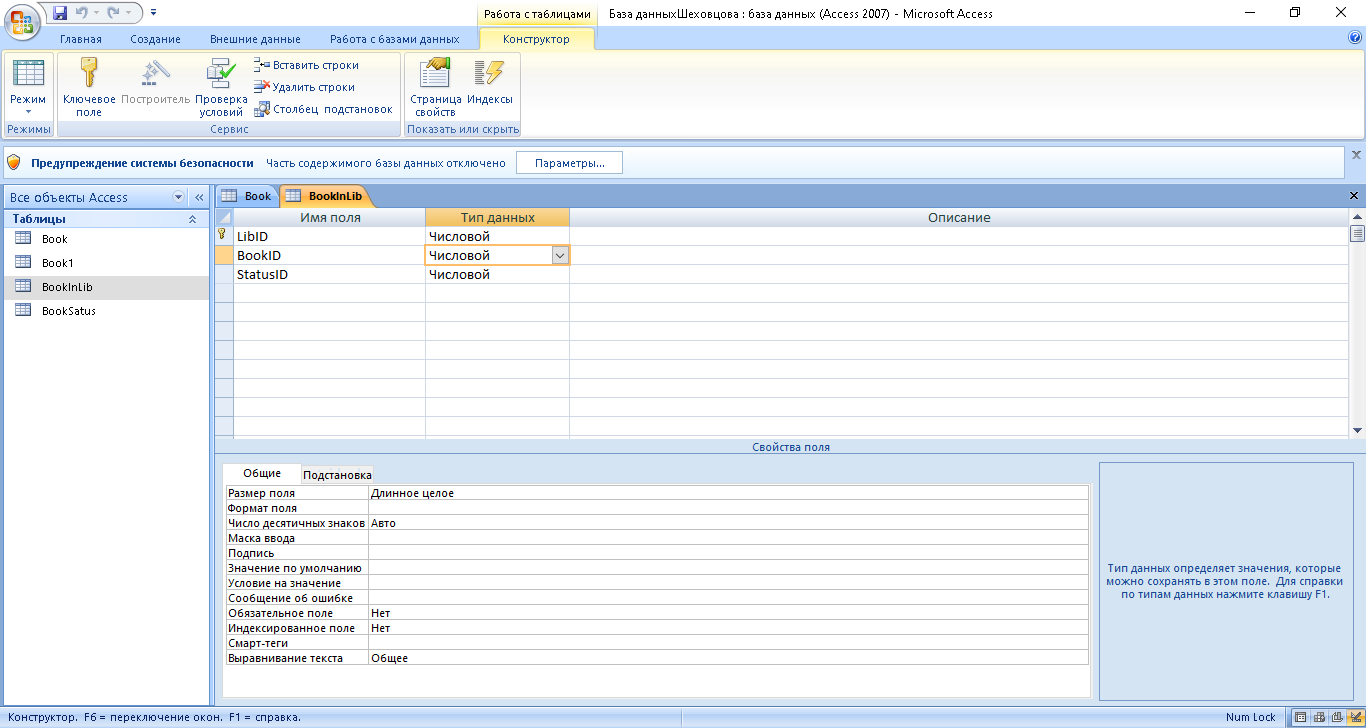 Работа с таблицами
База данныхШеховцова : база данных (Access 2007) - Microsoft Access
Главная
Создание
Внешние данные
Работа с базами данных
Конструктор
Режим
Ключевое поле
Построитель
Проверка условий
Вставить строки
Удалить строки
Столбец подстановок
Страница свойств
Индексы
Режимы
Сервис
Показать или скрыть
Предупреждение системы безопасности
Часть содержимого базы данных отключено
Параметры...
Все объекты Access
Таблицы
Book
Book1
BookInLib
BookSatus
Book
BookInLib
Имя поля
Тип данных
Описание
LibID
Числовой
BookID
Числовой
StatusID
Числовой
Свойства поля
Общие
Подстановка
Размер поля
Длинное целое
Формат поля
Число десятичных знаков
Авто
Маска ввода
Подпись
Значение по умолчанию
Условие на значение
Сообщение об ошибке
Обязательное поле
Нет
Индексированное поле
Нет
Смарт-теги
Выравнивание текста
Общее
Тип данных определяет значения, которые
можно сохранять в этом поле. Для справки
по типам данных нажмите клавишу F1.
Конструктор. F6 = переключение окон. F1 = справка.
Num Lock